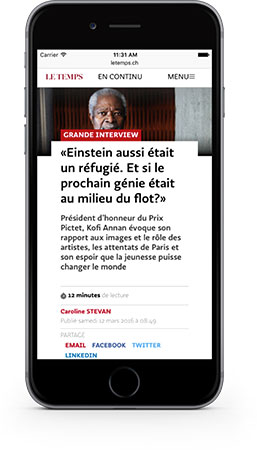 Carrier 11:31 AM
letemps.ch
LE TEMPS EN CONTINU MENU
GRANDE INTERVIEW
«Einstein aussi était
un réfugié. Et si le
prochain génie était
au milieu du flot?»
Président d'honneur du Prix
Pictet, Kofi Annan évoque son
rapport aux images et le rôle des
artistes, les attentats de Paris et
son espoir que la jeunesse puisse
changer le monde
12 minutes de lecture
Caroline STEVAN
Publié samedi 12 mars 2016 à 08:49
PARTAGE
EMAIL FACEBOOK TWITTER
LINKEDIN